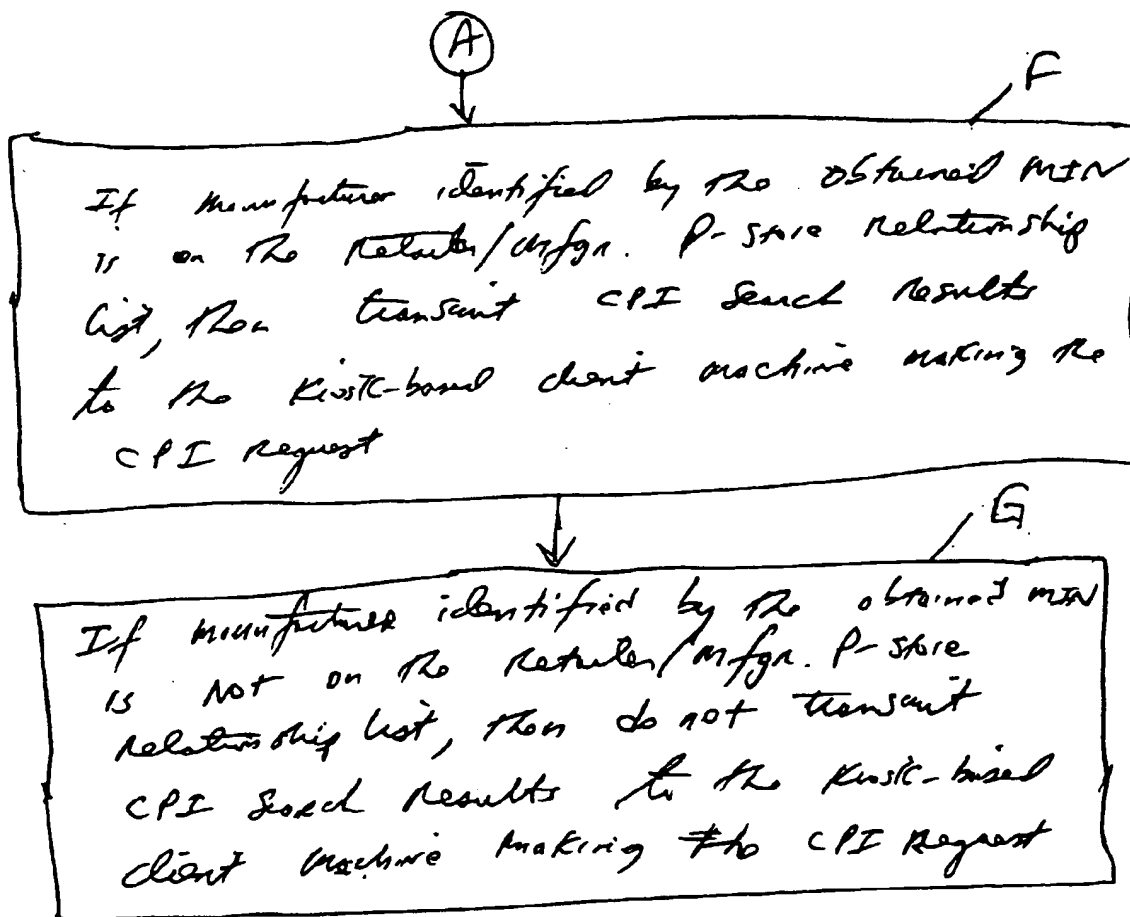 A
F
If manufacturer identified by the obtained MIN
is on the Retailer/Mfgr. P-Store Relationship
list, then transmit CPI Search Results
to the Kiosk-based client machine making the
CPI Request
G
If manufacturer identified by the obtained MIN
is Not on the Retailer/Mfgr. P-Store
Relationship list, then do not transmit
CPI Search Results to the Kiosk-based
client machine making the CPI Request